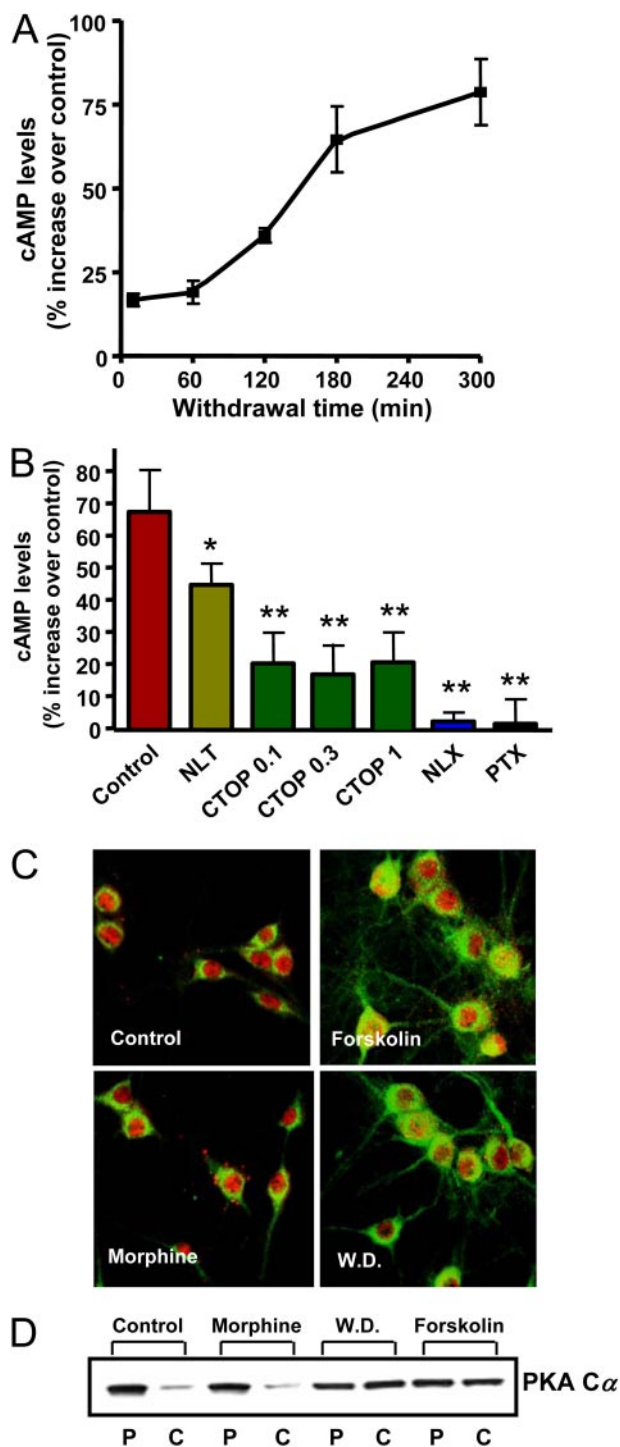 A
100
75
50
25
0
cAMP levels
(% increase over control)
0 60 120 180 240 300
Withdrawal time (min)
B
80
70
60
50
40
30
20
10
0
cAMP levels
(% increase over control)
* ** ** ** ** **
Control NLT CTOP 0.1 CTOP 0.3 CTOP 1 NLX PTX
C
Control Forskolin
Morphine W.D.
D
Control Morphine W.D. Forskolin
PKA Cα
P C P C P C P C